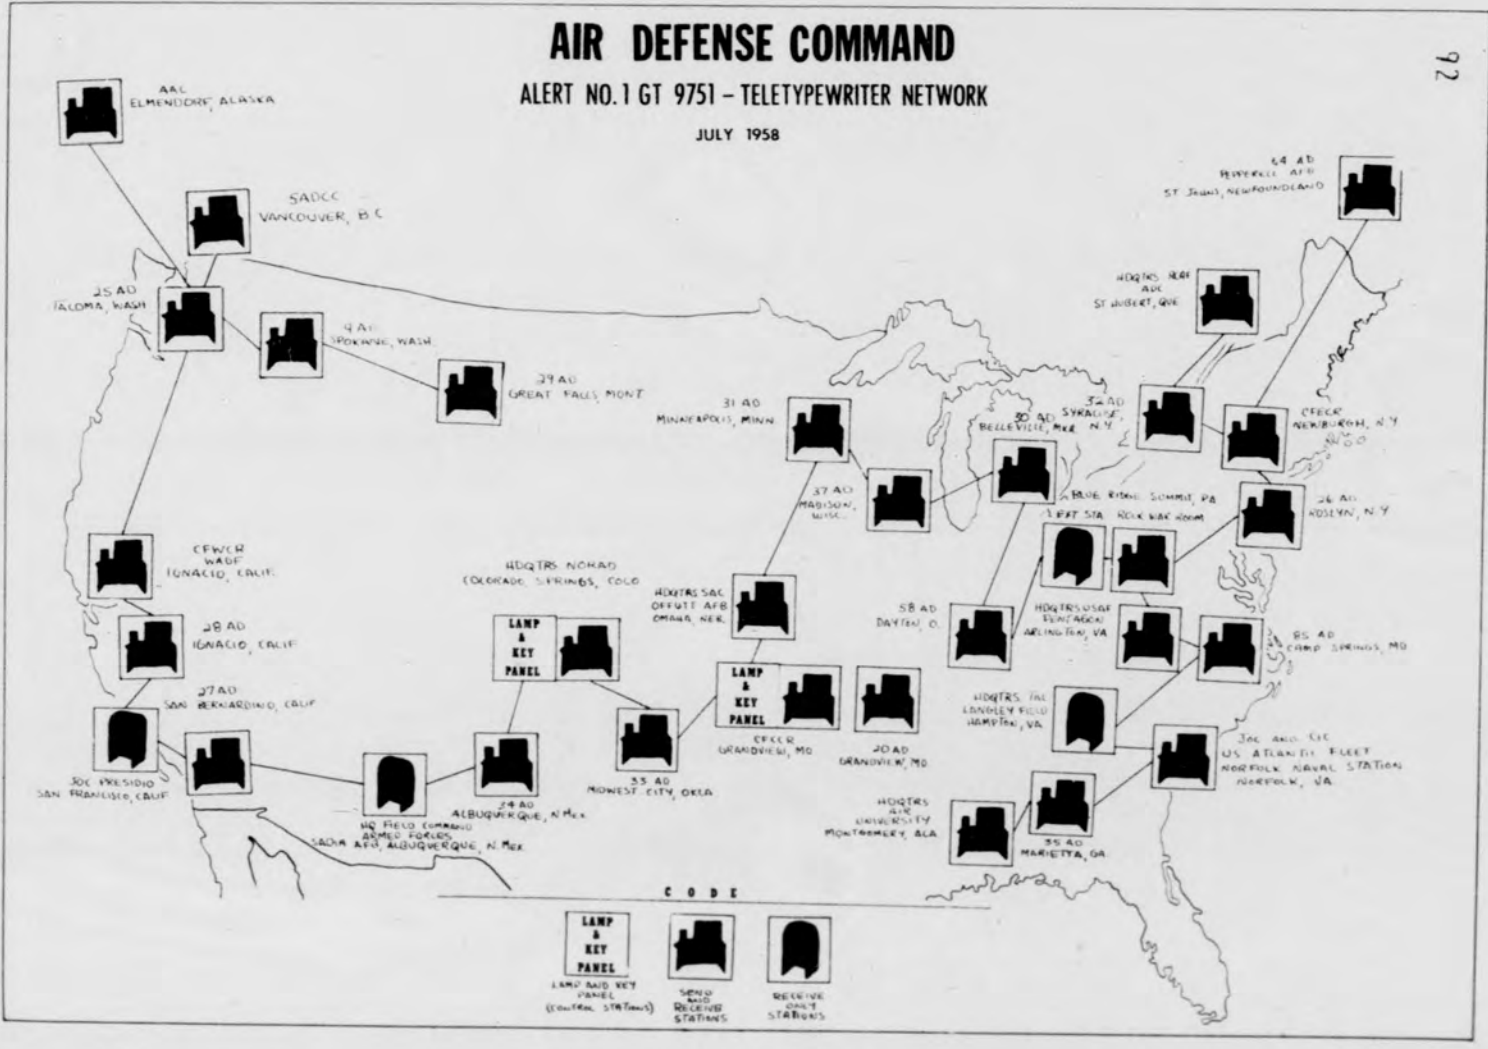 AIR DEFENSE COMMAND
ALERT NO. 1 GT 9751 – TELETYPEWRITER NETWORK
JULY 1958
92
AAC
ELMENDORF, ALASKA
5ADCC
VANCOUVER, B.C
25 AD
TACOMA, WASH
9 AD
SPOKANE, WASH.
29 AD
GREAT FALLS, MONT
64 AD
PEPPERELL AFB
ST JOHNS, NEWFOUNDLAND
HDQTRS RCAF
ADC
ST HUBERT, QUE
31 AD
MINNEAPOLIS, MINN.
37 AD
MADISON,
WISC.
30 AD
BELLEVILLE,
32 AD
SYRACUSE,
N.Y.
CFECR
NEWBURGH, N.Y
26 AD
ROSLYN, N.Y
BLUE RIDGE SUMMIT, PA
STA ROCK WAR ROOM
CFWCR
WADF
IGNACIO, CALIF.
28 AD
IGNACIO, CALIF
27 AD
SAN BERNARDINO, CALIF
JOC PRESIDIO
SAN FRANCISCO, CALIF
HDQTRS NORAD
COLORADO SPRINGS, COLO
LAMP
&
KEY
PANEL
HDQTRS SAC
OFFUTT AFB
OMAHA, NEB.
58 AD
DAYTON, O.
HDQTRS USAF
PENTAGON
ARLINGTON, VA
85 AD
CAMP SPRINGS, MD
HDQTRS TAC
LANGLEY FIELD
HAMPTON, VA
LAMP
&
KEY
PANEL
CFCCR
GRANDVIEW, MO
20 AD
GRANDVIEW, MO
33 AD
MIDWEST CITY, OKLA
34 AD
ALBUQUERQUE, N MEX
HQ FIELD COMMAND
ARMED FORCES
SADIA AFB, ALBUQUERQUE, N. MEX
JOC AND CIC
US ATLANTIC FLEET
NORFOLK NAVAL STATION
NORFOLK, VA.
HDQTRS
AIR
UNIVERSITY
MONTGOMERY, ALA
35 AD
MARIETTA, GA.
CODE
LAMP
&
KEY
PANEL
LAMP AND KEY
PANEL
(CONTROL STATIONS)
SEND
AND
RECEIVE
STATIONS
RECEIVE
ONLY
STATIONS